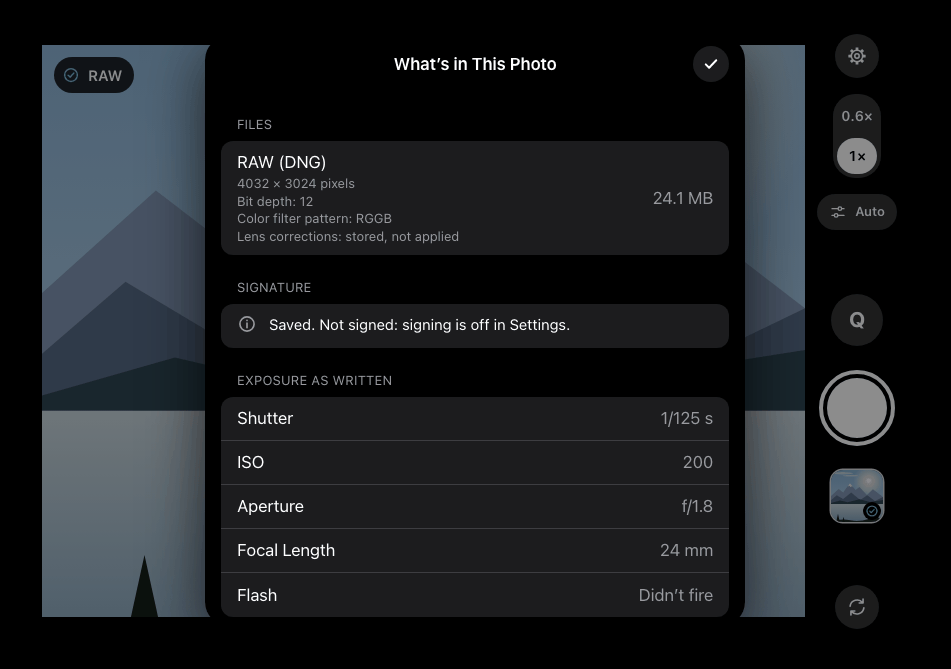 RAW
What’s in This Photo
FILES
RAW (DNG)
4032 × 3024 pixels
Bit depth: 12
Color filter pattern: RGGB
Lens corrections: stored, not applied
24.1 MB
SIGNATURE
Saved. Not signed: signing is off in Settings.
EXPOSURE AS WRITTEN
Shutter 1/125 s
ISO 200
Aperture f/1.8
Focal Length 24 mm
Flash Didn’t fire
0.6×
1×
Auto
Q